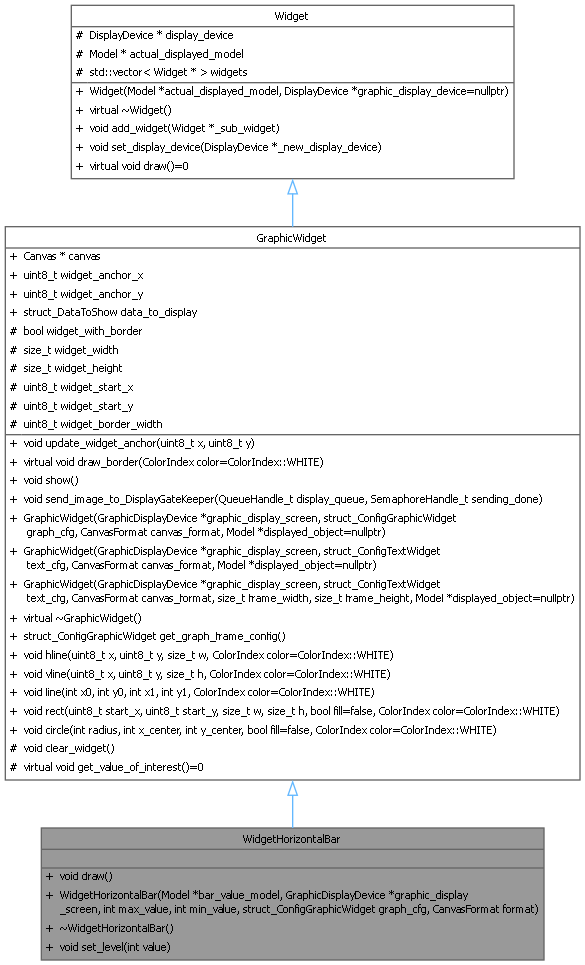 Widget
# DisplayDevice * display_device
# Model * actual_displayed_model
# std::vector< Widget * > widgets
+ Widget(Model *actual_displayed_model, DisplayDevice *graphic_display_device=nullptr)
+ virtual ~Widget()
+ void add_widget(Widget *_sub_widget)
+ void set_display_device(DisplayDevice *_new_display_device)
+ virtual void draw()=0
GraphicWidget
+ Canvas * canvas
+ uint8_t widget_anchor_x
+ uint8_t widget_anchor_y
+ struct_DataToShow data_to_display
# bool widget_with_border
# size_t widget_width
# size_t widget_height
# uint8_t widget_start_x
# uint8_t widget_start_y
# uint8_t widget_border_width
+ void update_widget_anchor(uint8_t x, uint8_t y)
+ virtual void draw_border(ColorIndex color=ColorIndex::WHITE)
+ void show()
+ void send_image_to_DisplayGateKeeper(QueueHandle_t display_queue, SemaphoreHandle_t sending_done)
+ GraphicWidget(GraphicDisplayDevice *graphic_display_screen, struct_ConfigGraphicWidget
graph_cfg, CanvasFormat canvas_format, Model *displayed_object=nullptr)
+ GraphicWidget(GraphicDisplayDevice *graphic_display_screen, struct_ConfigTextWidget
text_cfg, CanvasFormat canvas_format, Model *displayed_object=nullptr)
+ GraphicWidget(GraphicDisplayDevice *graphic_display_screen, struct_ConfigTextWidget
text_cfg, CanvasFormat canvas_format, size_t frame_width, size_t frame_height, Model *displayed_object=nullptr)
+ virtual ~GraphicWidget()
+ struct_ConfigGraphicWidget get_graph_frame_config()
+ void hline(uint8_t x, uint8_t y, size_t w, ColorIndex color=ColorIndex::WHITE)
+ void vline(uint8_t x, uint8_t y, size_t h, ColorIndex color=ColorIndex::WHITE)
+ void line(int x0, int y0, int x1, int y1, ColorIndex color=ColorIndex::WHITE)
+ void rect(uint8_t start_x, uint8_t start_y, size_t w, size_t h, bool fill=false, ColorIndex color=ColorIndex::WHITE)
+ void circle(int radius, int x_center, int y_center, bool fill=false, ColorIndex color=ColorIndex::WHITE)
# void clear_widget()
# virtual void get_value_of_interest()=0
WidgetHorizontalBar
+ void draw()
+ WidgetHorizontalBar(Model *bar_value_model, GraphicDisplayDevice *graphic_display
_screen, int max_value, int min_value, struct_ConfigGraphicWidget graph_cfg, CanvasFormat format)
+ ~WidgetHorizontalBar()
+ void set_level(int value)